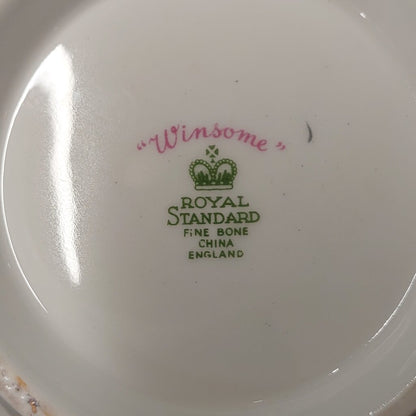 "Winsome"
ROYAL
STANDARD
FINE BONE
CHINA
ENGLAND